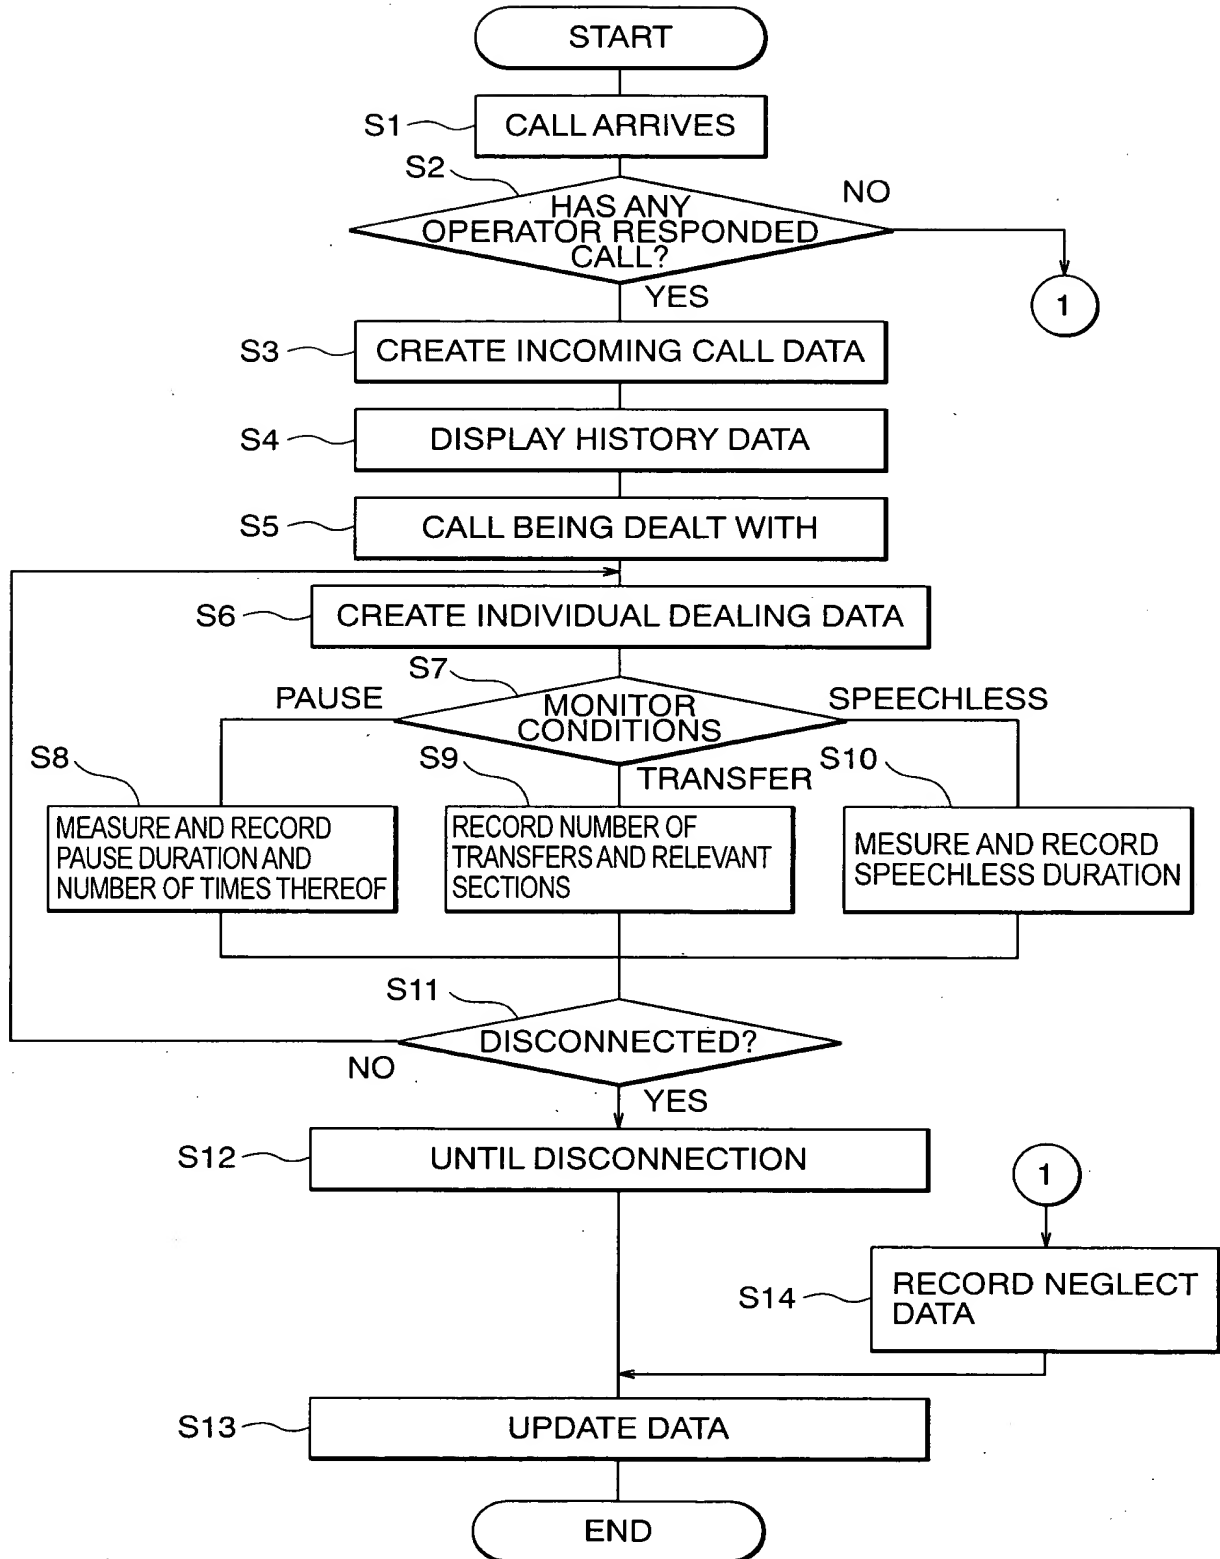 START
S1
CALL ARRIVES
S2
HAS ANY
OPERATOR RESPONDED
CALL?
NO
1
YES
S3
CREATE INCOMING CALL DATA
S4
DISPLAY HISTORY DATA
S5
CALL BEING DEALT WITH
S6
CREATE INDIVIDUAL DEALING DATA
S7
PAUSE
MONITOR
CONDITIONS
SPEECHLESS
TRANSFER
S8
MEASURE AND RECORD
PAUSE DURATION AND
NUMBER OF TIMES THEREOF
S9
RECORD NUMBER OF
TRANSFERS AND RELEVANT
SECTIONS
S10
MESURE AND RECORD
SPEECHLESS DURATION
S11
DISCONNECTED?
NO
YES
S12
UNTIL DISCONNECTION
1
S14
RECORD NEGLECT
DATA
S13
UPDATE DATA
END